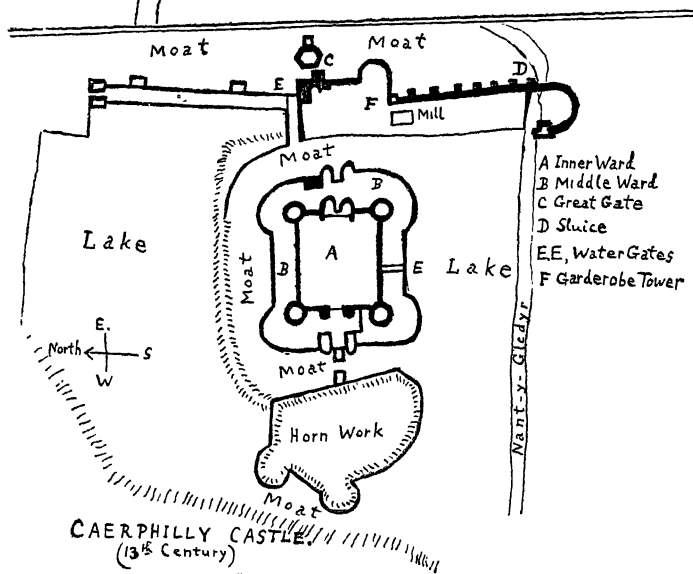 Moat
Moat
C
E
D
F
Mill
Moat
B
A Inner Ward
B Middle Ward
C Great Gate
D Sluice
E.E, Water Gates
F Garderobe Tower
Lake
Moat
B
A
E
Lake
E.
North
S
W
Moat
Nant-y-Gledyr
Horn Work
Moat
CAERPHILLY CASTLE.
(13th Century)